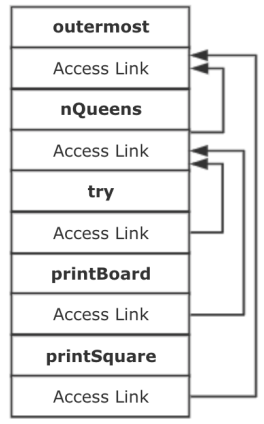 outermost
Access Link
nQueens
Access Link
try
Access Link
printBoard
Access Link
printSquare
Access Link